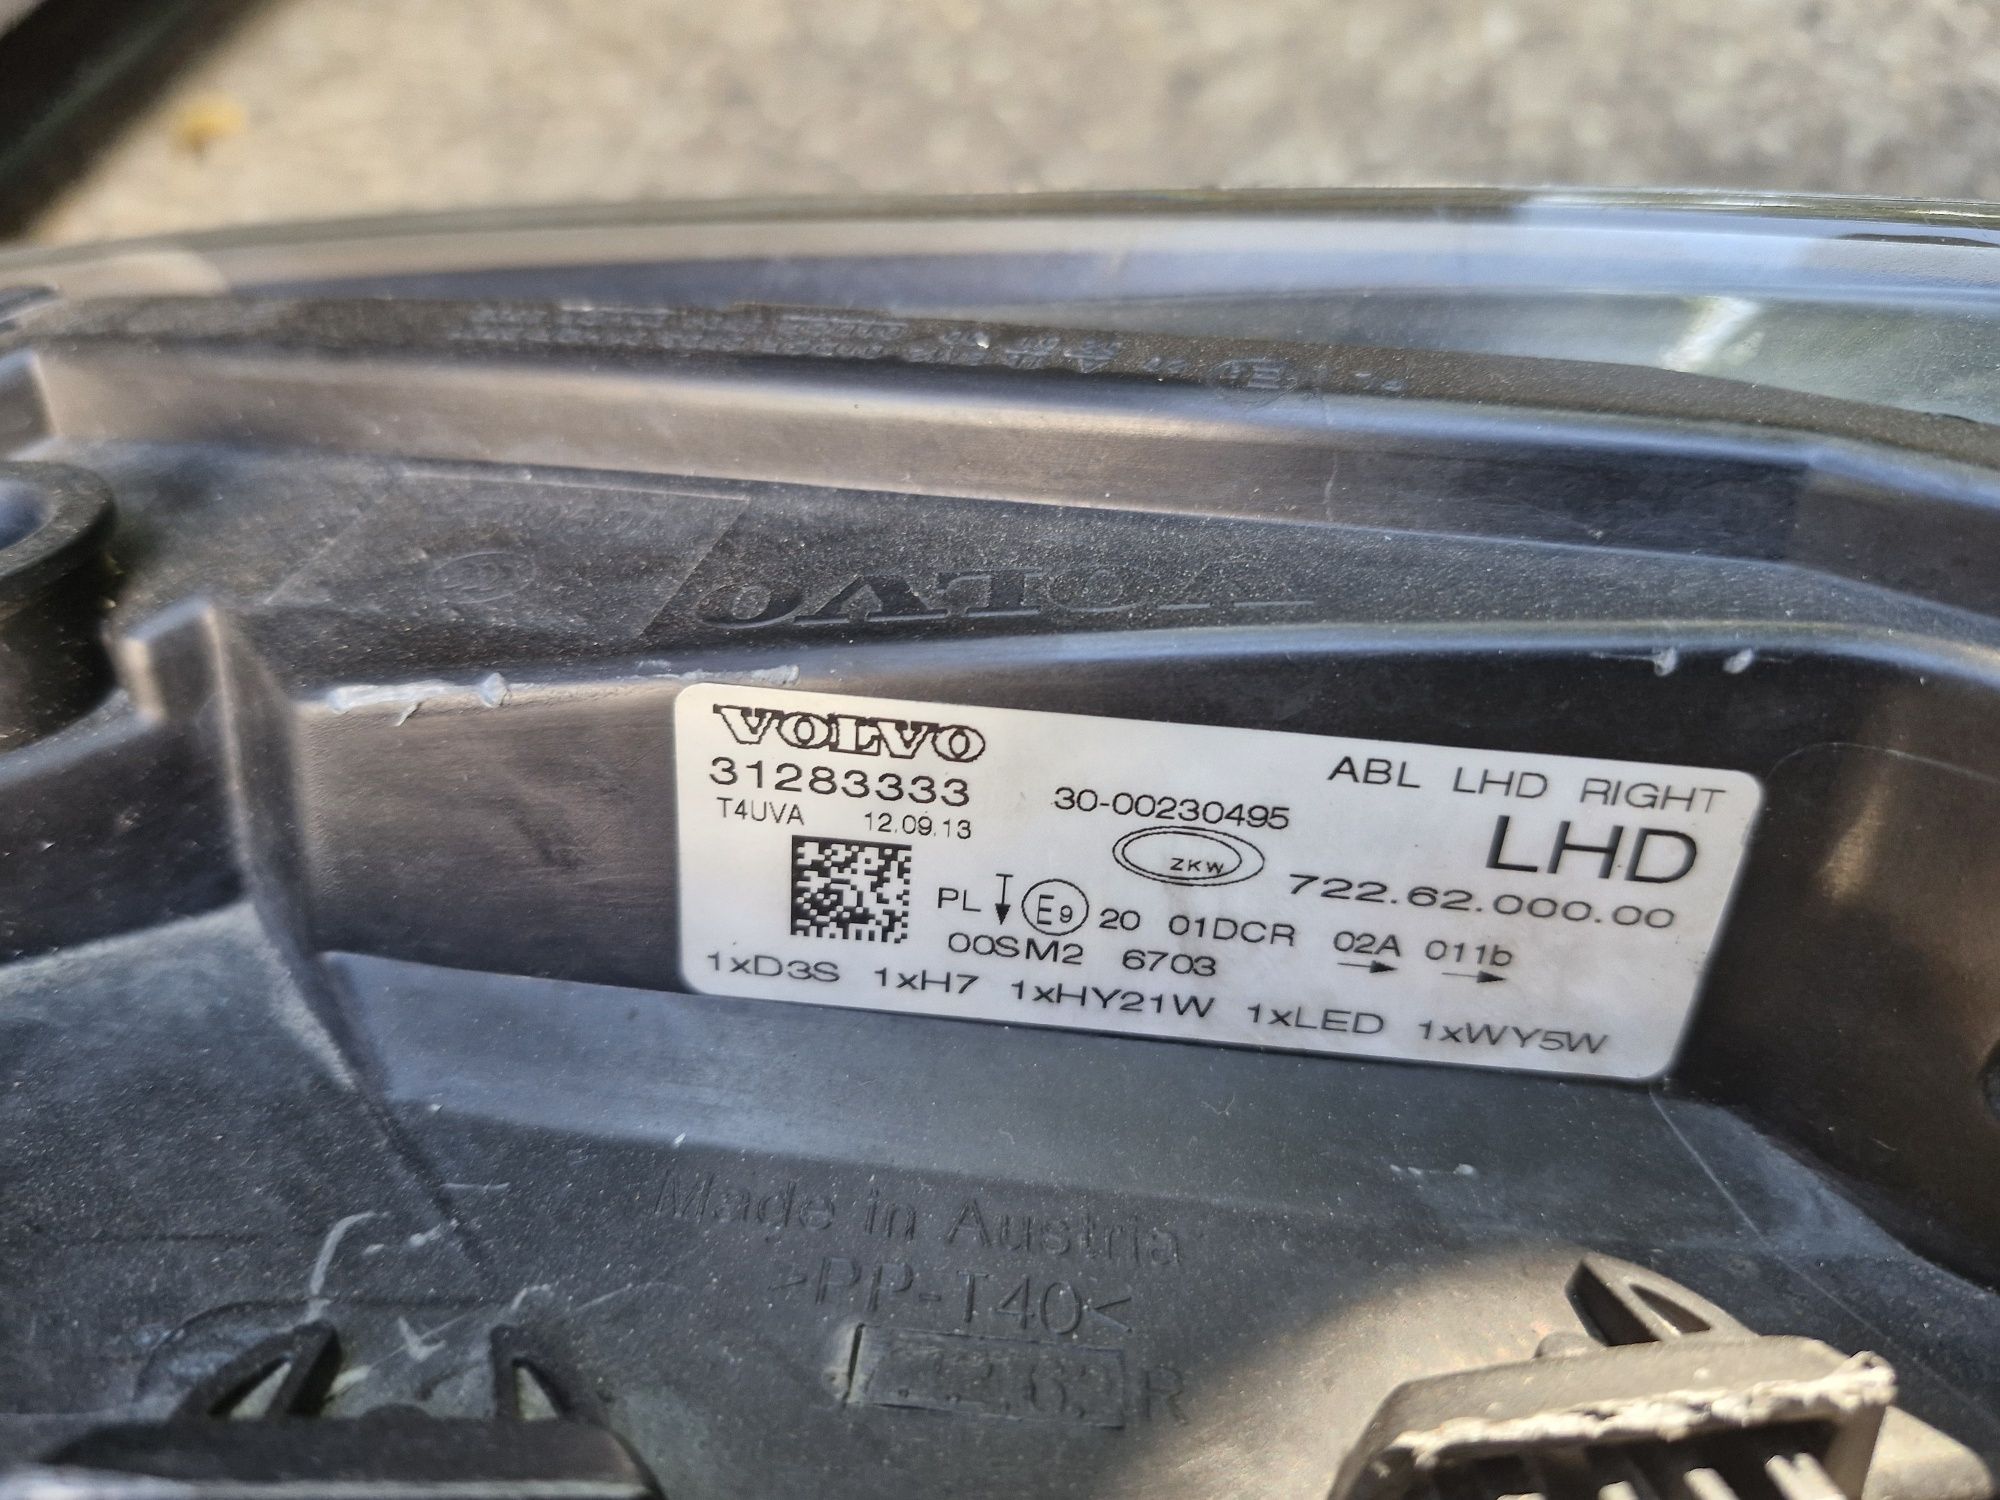 VOLVO
VOLVO
31283333
T4UVA 12.09.13
30-00230495
ZKW
ABL LHD RIGHT
LHD
722.62.000.00
PL E9 20 01DCR 02A 011b
00SM2 6703
1xD3S 1xH7 1xHY21W 1xLED 1xWY5W
Made in Austria
>PP-T40<
R